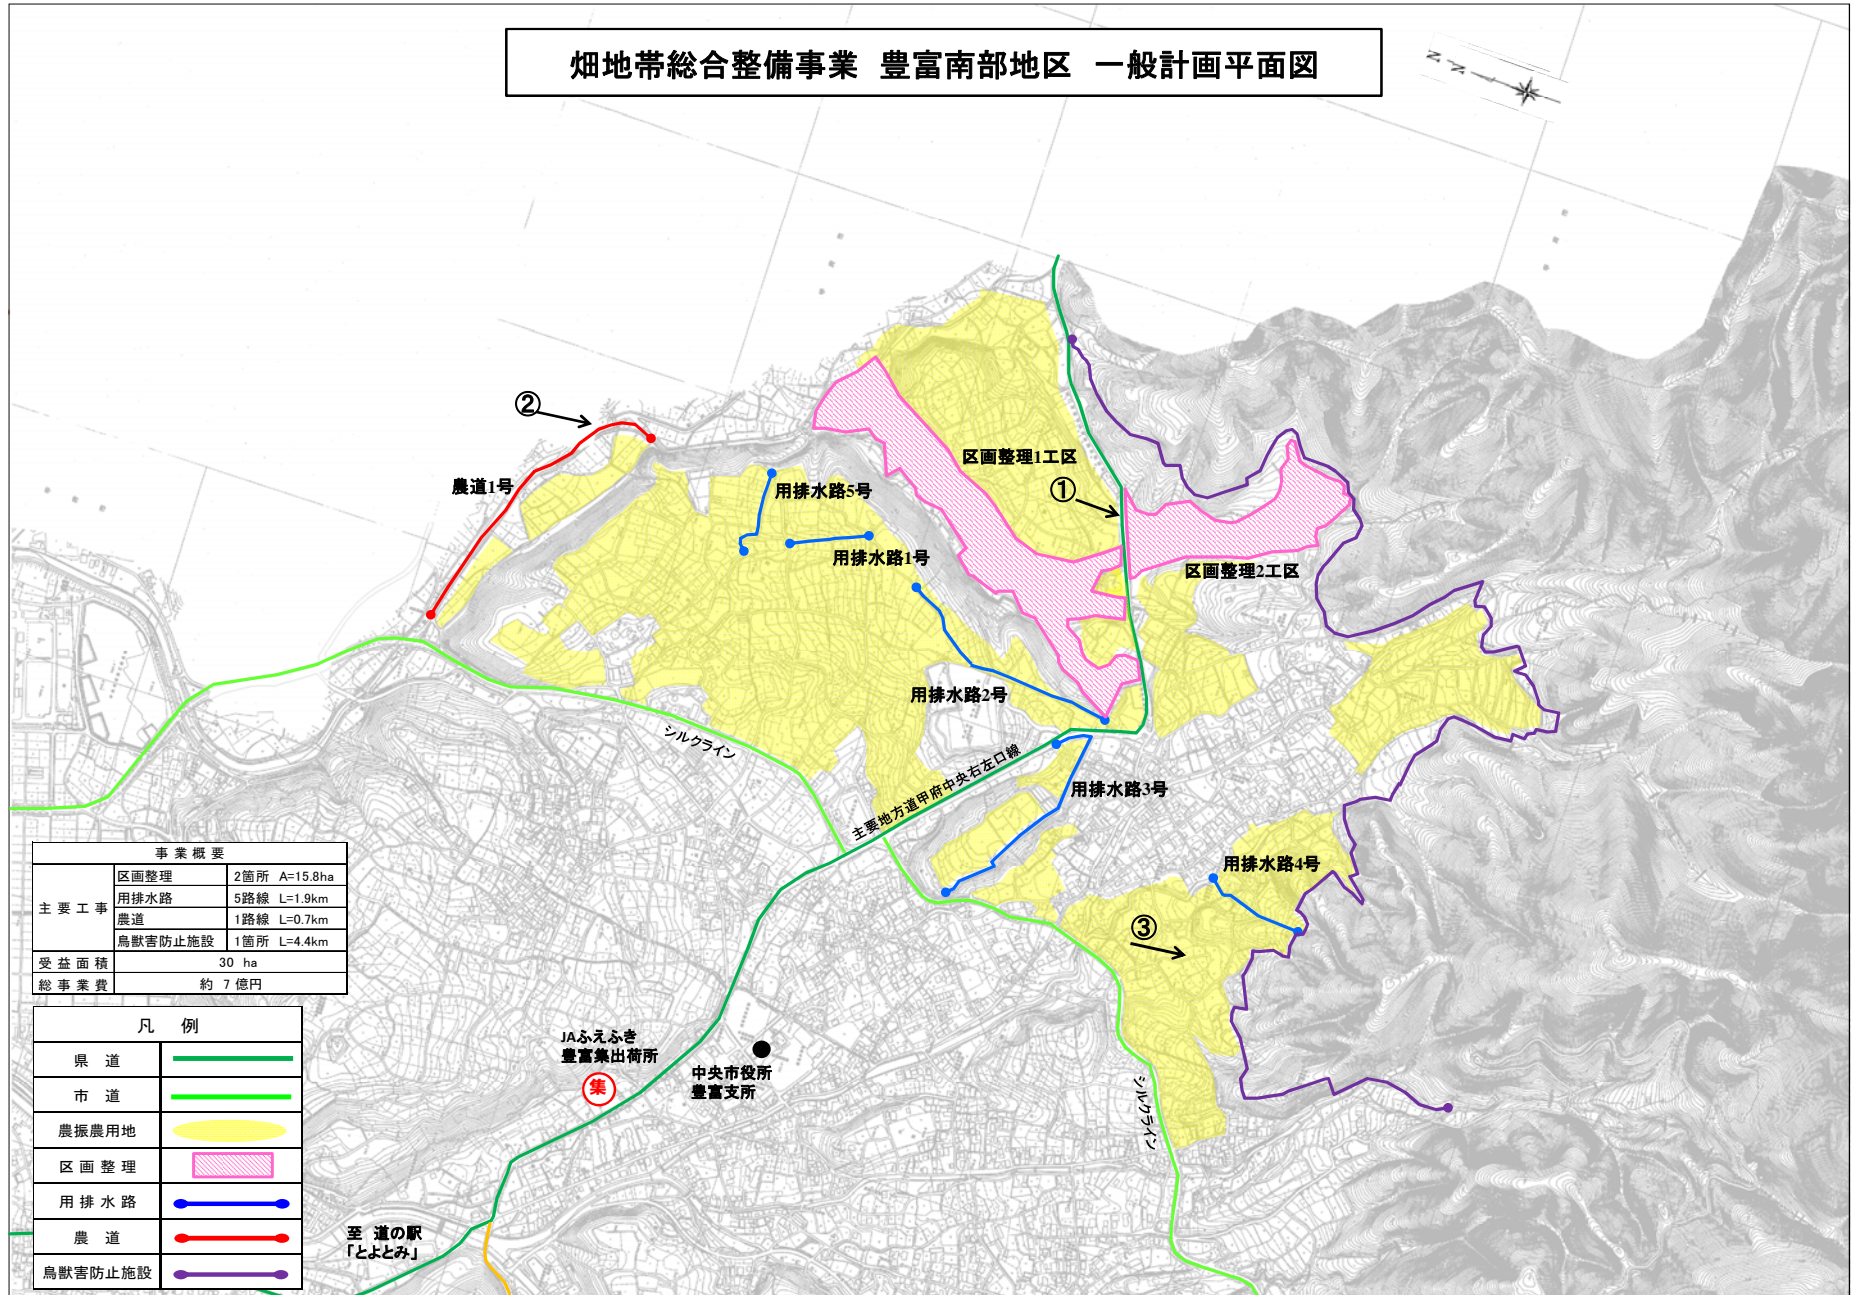 畑地帯総合整備事業 豊富南部地区 一般計画平面図
N
②
農道1号
用排水路5号
用排水路1号
区画整理1工区
①
区画整理2工区
用排水路2号
シルクライン
主要地方道甲府中央右左口線
用排水路3号
用排水路4号
③
シルクライン
JAふえふき
豊富集出荷所
集
中央市役所
豊富支所
至 道の駅
「とよとみ」
事業概要
主要工事
区画整理 2箇所 A=15.8ha
用排水路 5路線 L=1.9km
農道 1路線 L=0.7km
鳥獣害防止施設 1箇所 L=4.4km
受益面積 30 ha
総事業費 約 7 億円
凡 例
県 道
市 道
農振農用地
区画整理
用排水路
農 道
鳥獣害防止施設